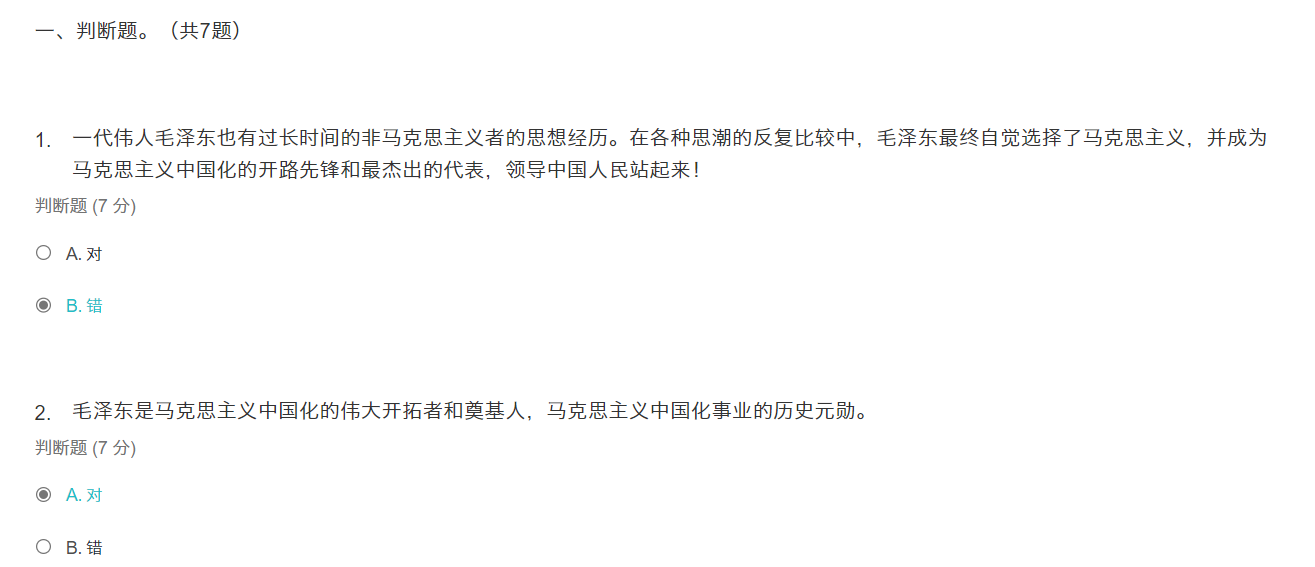 一、判断题。（共7题）
1. 一代伟人毛泽东也有过长时间的非马克思主义者的思想经历。在各种思潮的反复比较中，毛泽东最终自觉选择了马克思主义，并成为
马克思主义中国化的开路先锋和最杰出的代表，领导中国人民站起来！
判断题 (7 分)
A. 对
B. 错
2. 毛泽东是马克思主义中国化的伟大开拓者和奠基人，马克思主义中国化事业的历史元勋。
判断题 (7 分)
A. 对
B. 错